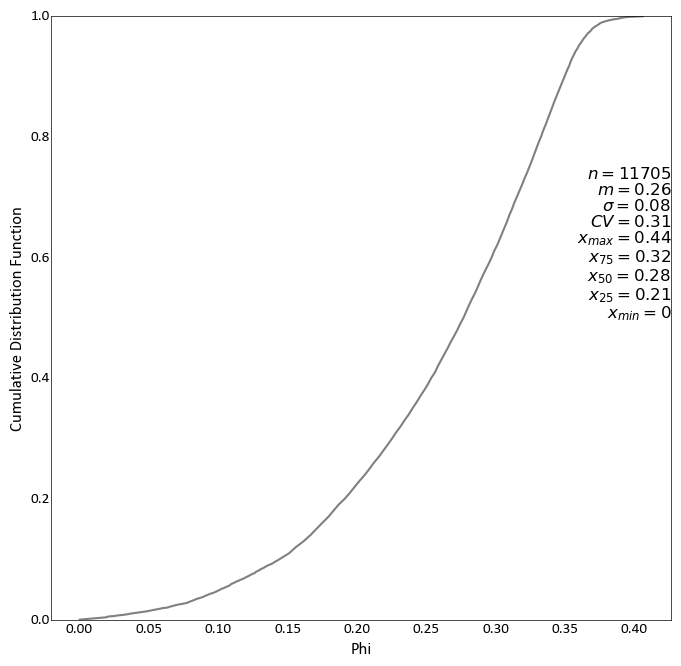 1.0
0.8
0.6
0.4
0.2
0.0
Cumulative Distribution Function
n = 11705
m = 0.26
σ = 0.08
CV = 0.31
x_max = 0.44
x_75 = 0.32
x_50 = 0.28
x_25 = 0.21
x_min = 0
0.00 0.05 0.10 0.15 0.20 0.25 0.30 0.35 0.40
Phi